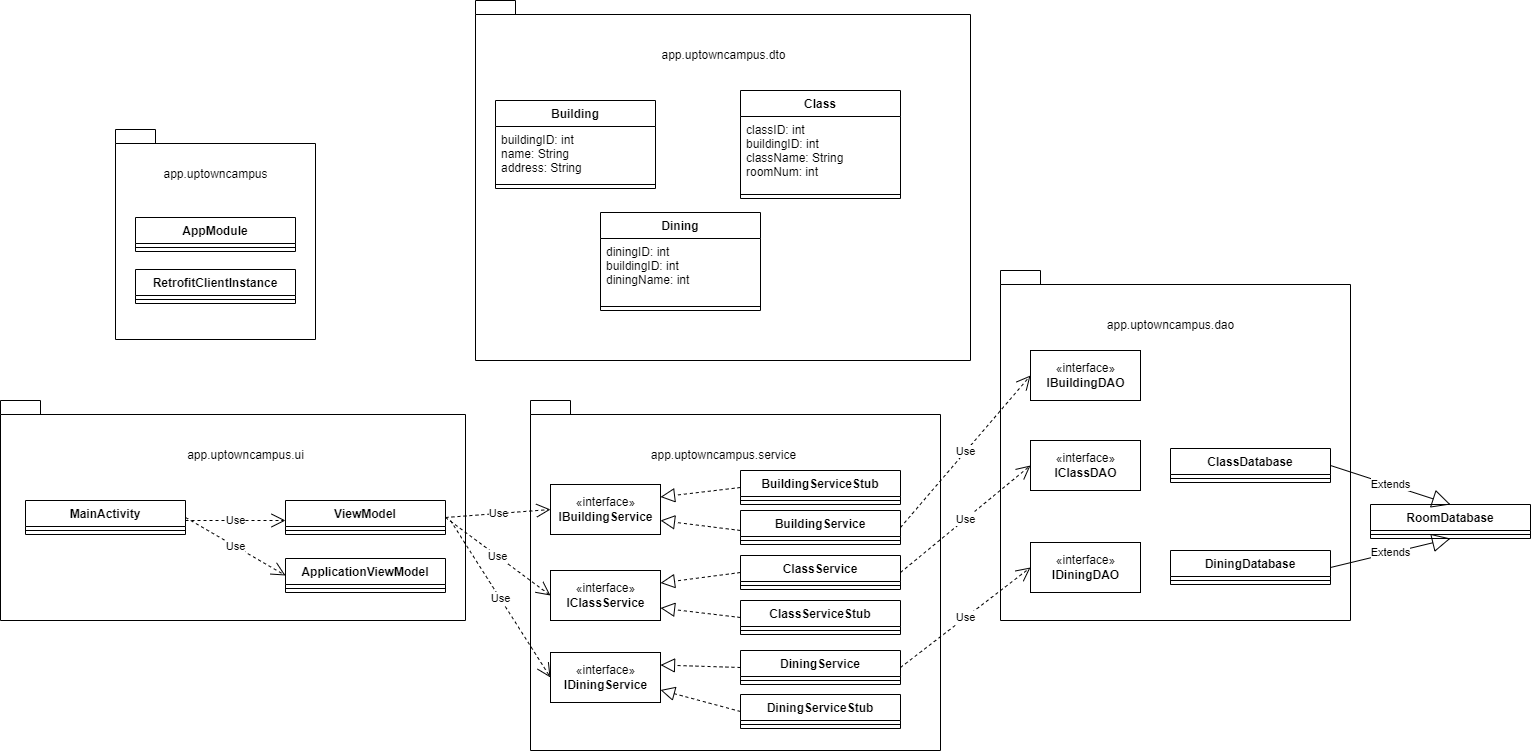 app.uptowncampus.dto
Building
buildingID: int
name: String
address: String
Class
classID: int
buildingID: int
className: String
roomNum: int
Dining
diningID: int
buildingID: int
diningName: int
app.uptowncampus
AppModule
RetrofitClientInstance
app.uptowncampus.ui
MainActivity
Use
Use
ViewModel
ApplicationViewModel
Use
Use
Use
app.uptowncampus.service
«interface»
IBuildingService
«interface»
IClassService
«interface»
IDiningService
BuildingServiceStub
BuildingService
ClassService
ClassServiceStub
DiningService
DiningServiceStub
Use
Use
Use
app.uptowncampus.dao
«interface»
IBuildingDAO
«interface»
IClassDAO
«interface»
IDiningDAO
ClassDatabase
DiningDatabase
Extends
Extends
RoomDatabase